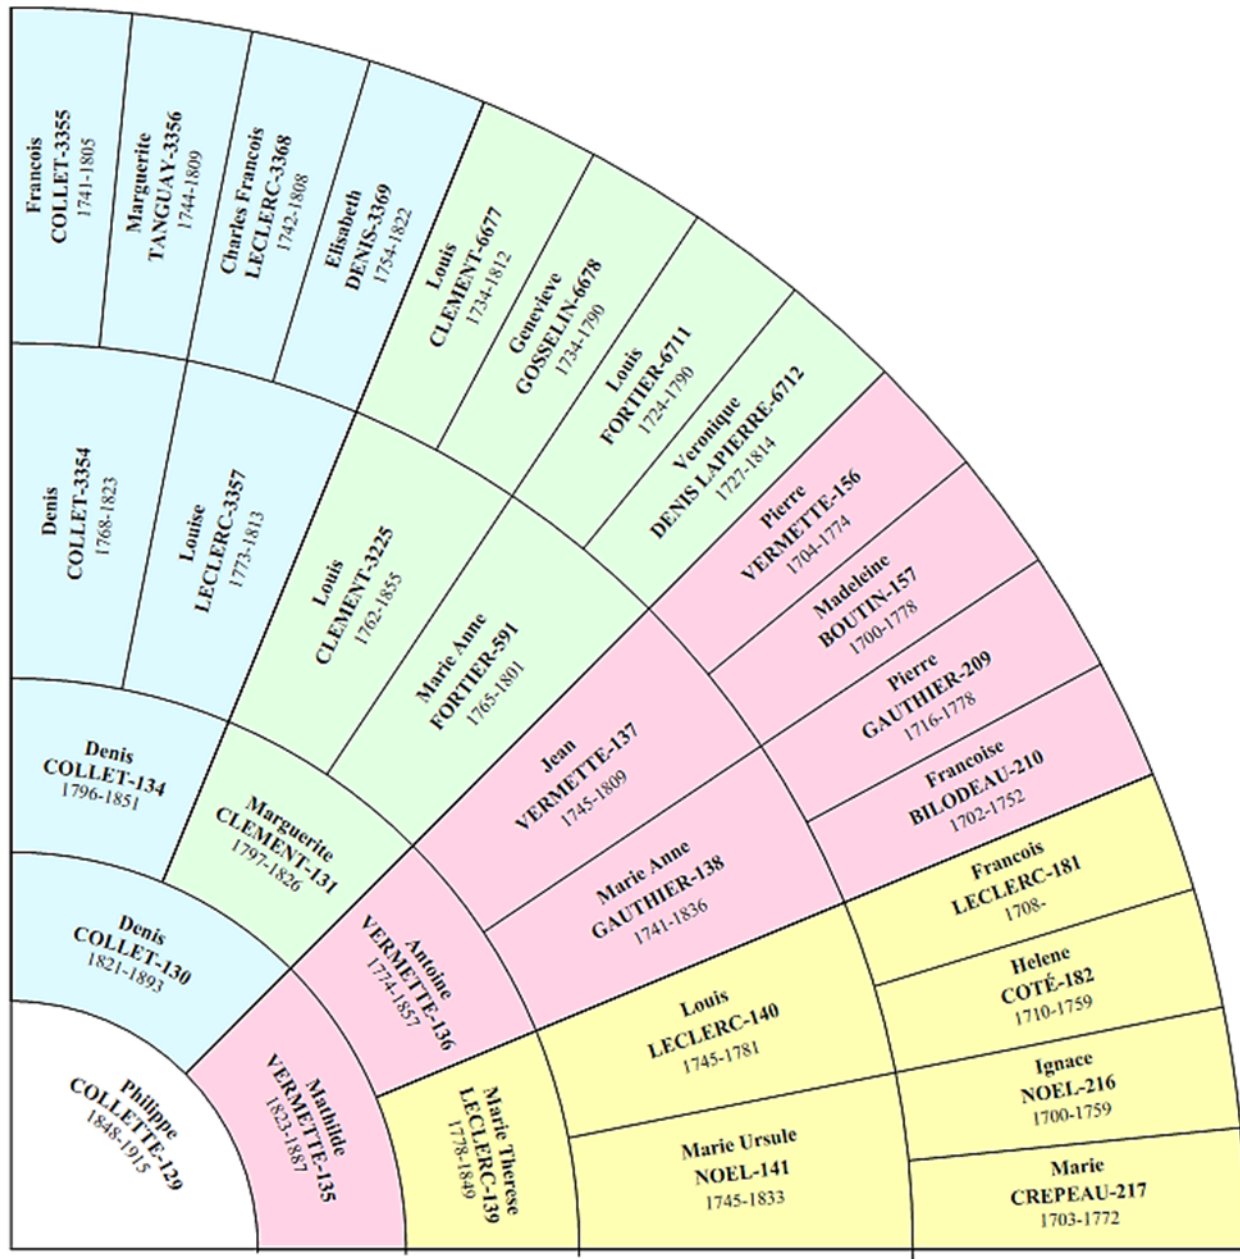 Francois
COLLET-3355
1741-1805
Marguerite
TANGUAY-3356
1744-1809
Charles Francois
LECLERC-3368
1742-1808
Elisabeth
DENIS-3369
1754-1822
Louis
CLEMENT-6677
1734-1812
Genevieve
GOSSELIN-6678
1734-1790
Louis
FORTIER-6711
1724-1790
Veronique
DENIS LAPIERRE-6712
1727-1814
Pierre
VERMETTE-156
1704-1774
Madeleine
BOUTIN-157
1700-1778
Pierre
GAUTHIER-209
1716-1778
Francoise
BILODEAU-210
1702-1752
Francois
LECLERC-181
1708-
Helene
COTÉ-182
1710-1759
Ignace
NOEL-216
1700-1759
Marie
CREPEAU-217
1703-1772
Denis
COLLET-3354
1768-1823
Louise
LECLERC-3357
1773-1813
Louis
CLEMENT-3225
1762-1855
Marie Anne
FORTIER-591
1765-1801
Jean
VERMETTE-137
1745-1809
Marie Anne
GAUTHIER-138
1741-1836
Louis
LECLERC-140
1745-1781
Marie Ursule
NOEL-141
1745-1833
Denis
COLLET-134
1796-1851
Marguerite
CLEMENT-131
1797-1826
Antoine
VERMETTE-136
1774-1857
Marie Therese
LECLERC-139
1778-1849
Denis
COLLET-130
1821-1893
Mathilde
VERMETTE-135
1823-1887
Philippe
COLLETTE-129
1848-1915